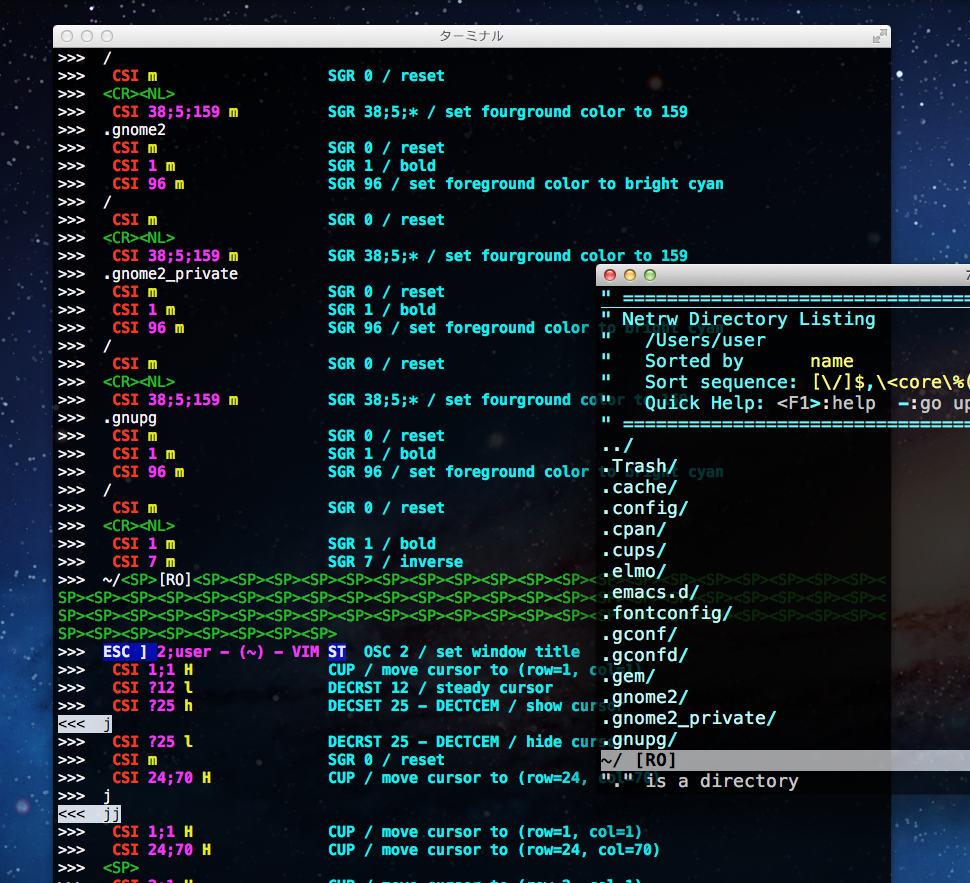 ターミナル
>>> /
>>> CSI m SGR 0 / reset
>>> <CR><NL>
>>> CSI 38;5;159 m SGR 38;5;* / set fourground color to 159
>>> .gnome2
>>> CSI m SGR 0 / reset
>>> CSI 1 m SGR 1 / bold
>>> CSI 96 m SGR 96 / set foreground color to bright cyan
>>> /
>>> CSI m SGR 0 / reset
>>> <CR><NL>
>>> CSI 38;5;159 m SGR 38;5;* / set fourground color to 159
>>> .gnome2_private
>>> CSI m SGR 0 / reset
>>> CSI 1 m SGR 1 / bold
>>> CSI 96 m SGR 96 / set foreground color to bright cyan
>>> /
>>> CSI m SGR 0 / reset
>>> <CR><NL>
>>> CSI 38;5;159 m SGR 38;5;* / set fourground color to 159
>>> .gnupg
>>> CSI m SGR 0 / reset
>>> CSI 1 m SGR 1 / bold
>>> CSI 96 m SGR 96 / set foreground color to bright cyan
>>> /
>>> CSI m SGR 0 / reset
>>> <CR><NL>
>>> CSI 1 m SGR 1 / bold
>>> CSI 7 m SGR 7 / inverse
>>> ~/<SP>[RO]<SP><SP><SP><SP><SP><SP><SP><SP><SP><SP><SP><SP><SP><SP><SP><SP><SP><SP><SP><
SP><SP><SP><SP><SP><SP><SP><SP><SP><SP><SP><SP><SP><SP><SP><SP><SP><SP><SP><SP><SP><SP><SP><
SP><SP><SP><SP><SP><SP><SP><SP><SP><SP><SP><SP><SP><SP><SP><SP><SP><SP><SP><SP><SP><SP><SP><
SP><SP><SP><SP><SP><SP><SP><SP>
>>> ESC ] 2;user - (~) - VIM ST OSC 2 / set window title
>>> CSI 1;1 H CUP / move cursor to (row=1, col=1)
>>> CSI ?12 l DECRST 12 / steady cursor
>>> CSI ?25 h DECSET 25 - DECTCEM / show cursor
<<< j
>>> CSI ?25 l DECRST 25 - DECTCEM / hide cursor
>>> CSI m SGR 0 / reset
>>> CSI 24;70 H CUP / move cursor to (row=24, col=70)
>>> j
<<< jj
>>> CSI 1;1 H CUP / move cursor to (row=1, col=1)
>>> CSI 24;70 H CUP / move cursor to (row=24, col=70)
>>> <SP>
" ================================
" Netrw Directory Listing
" /Users/user
" Sorted by name
" Sort sequence: [\/]$,\<core\%(
" Quick Help: <F1>:help -:go up
" ================================
../
.Trash/
.cache/
.config/
.cpan/
.cups/
.elmo/
.emacs.d/
.fontconfig/
.gconf/
.gconfd/
.gem/
.gnome2/
.gnome2_private/
.gnupg/
~/ [RO]
"." is a directory